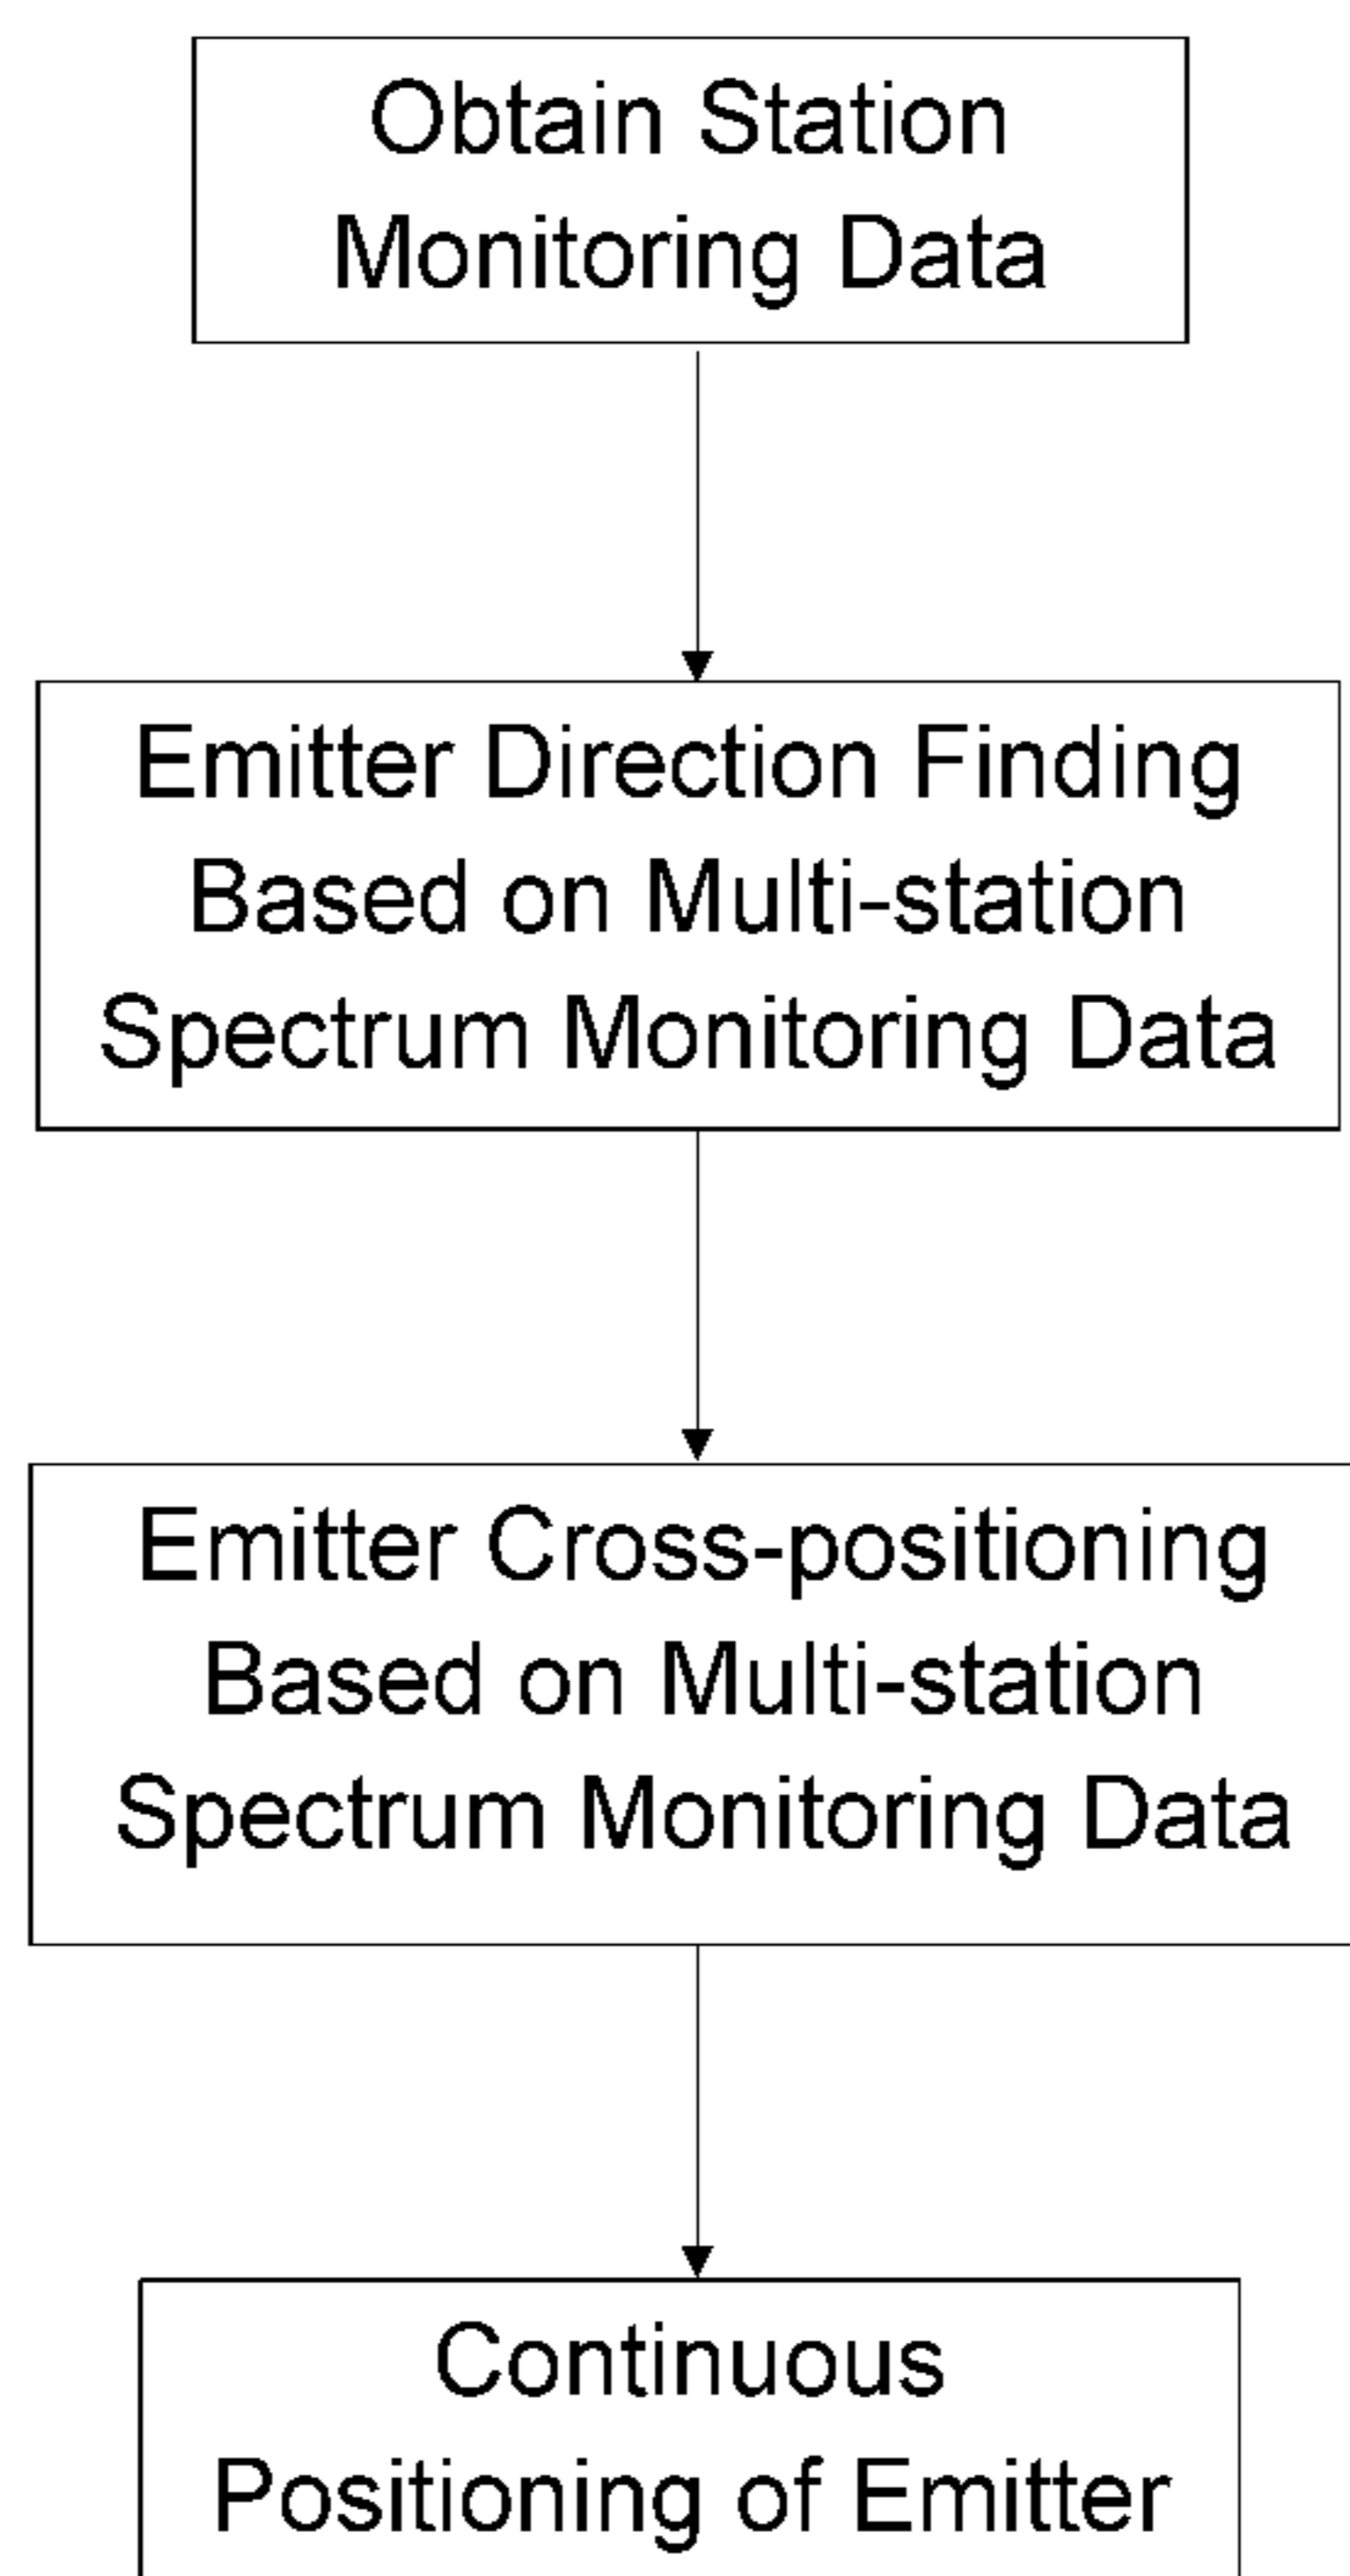 Obtain Station
Monitoring Data
Emitter Direction Finding
Based on Multi-station
Spectrum Monitoring Data
Emitter Cross-positioning
Based on Multi-station
Spectrum Monitoring Data
Continuous
Positioning of Emitter